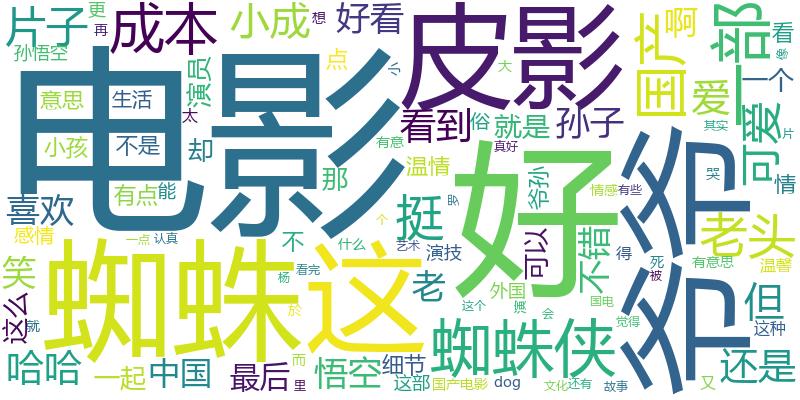 片子
更
再
成本
小成
想
好看
皮影
国产
啊
一部
看
孙悟空
电影
演员
点
小
大
爱
一个
可爱
意思
生活
太
小孩
不是
却
有意
看到
俗
就是
孙子
其实
片
真好
有点
能
那
温情
爷孙
情感
有些
哭
情
喜欢
挺
好
可以
不错
爷爷
老头
感情
一点
认真
不
什么
个
艺术
演技
得
死
被
有意思
温馨
笑
蜘蛛
这
杨
看完
於
老
外国
这个
会
国电
觉得
但
这么
就
蜘蛛侠
这种
哈哈
一起
中国
最后
而
里
悟空
细节
这部
国产电影
dog
文化
还有
故事
又
还是